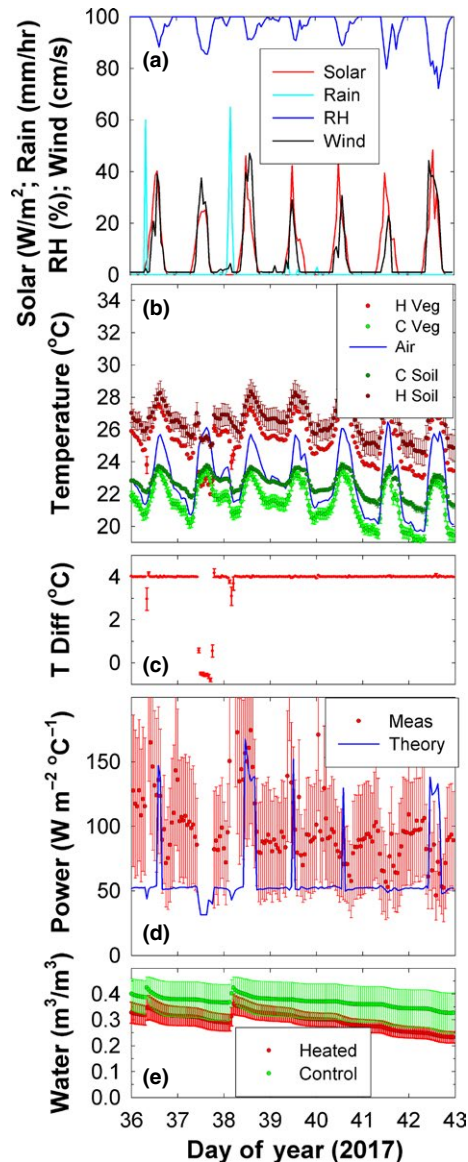 (a)
Solar (W/m²; Rain (mm/hr)
RH (%); Wind (cm/s)
100
80
60
40
20
0
Solar
Rain
RH
Wind
(b)
Temperature (°C)
34
32
30
28
26
24
22
20
H Veg
C Veg
Air
C Soil
H Soil
(c)
T Diff (°C)
4
2
0
(d)
Power (W m⁻² °C⁻¹)
150
100
50
0
Meas
Theory
(e)
Water (m³/m³)
0.4
0.3
0.2
0.1
0.0
Heated
Control
36 37 38 39 40 41 42 43
Day of year (2017)